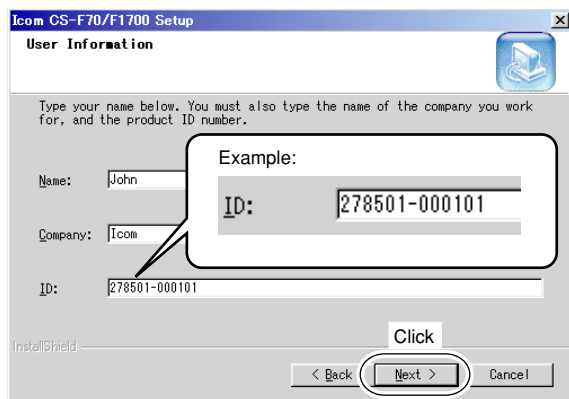 Icom CS-F70/F1700 Setup
User Information
Type your name below. You must also type the name of the company you work
for, and the product ID number.
Example:
ID: 278501-000101
Name: John
Company: Icom
ID: 278501-000101
InstallShield
Click
< Back Next > Cancel